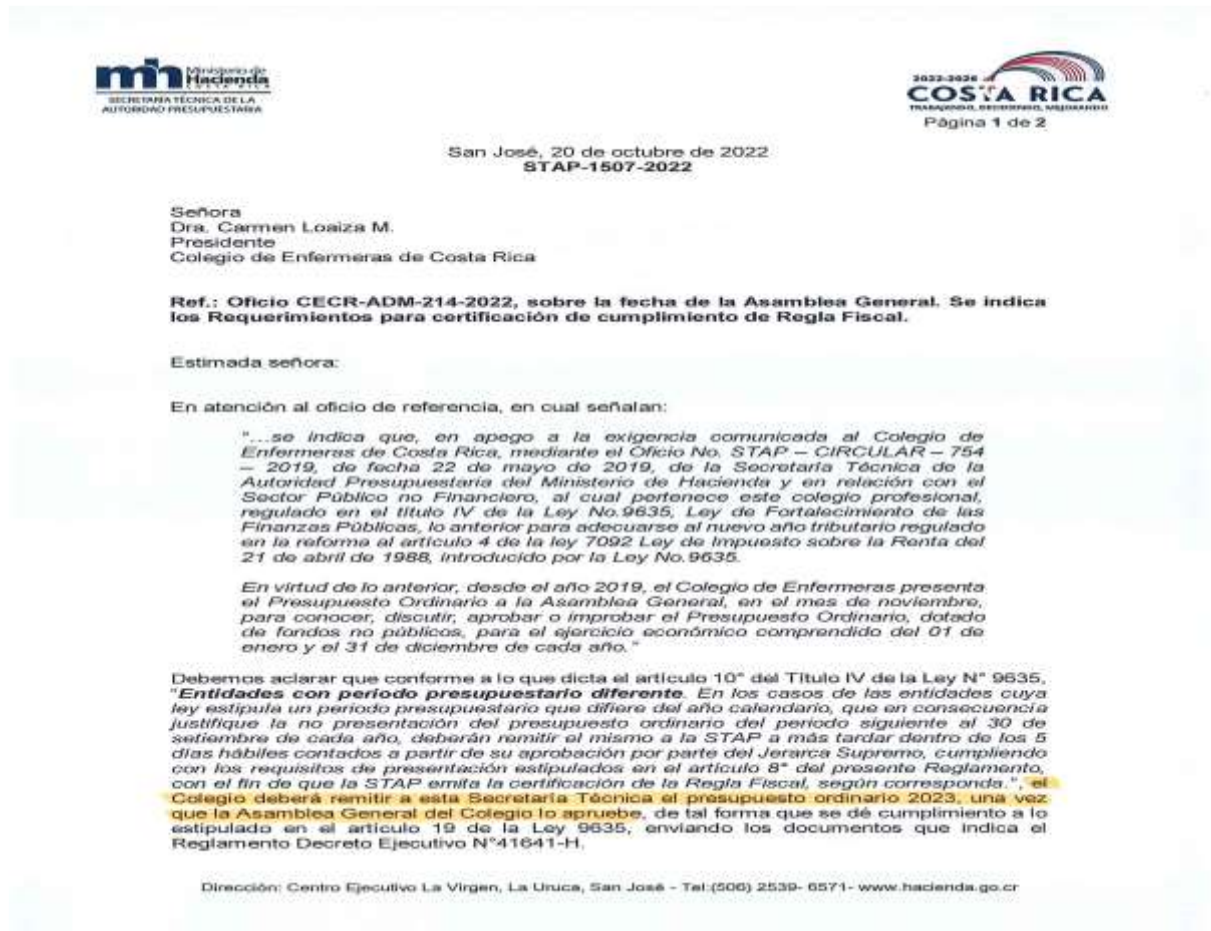 Ministerio de
Hacienda
COSTA RICA
SECRETARÍA TÉCNICA DE LA
AUTORIDAD PRESUPUESTARIA
2022-2026
COSTA RICA
TRABAJANDO, DECIDIENDO, MEJORANDO
Página 1 de 2
San José, 20 de octubre de 2022
STAP-1507-2022
Señora
Dra. Carmen Loaiza M.
Presidente
Colegio de Enfermeras de Costa Rica
Ref.: Oficio CECR-ADM-214-2022, sobre la fecha de la Asamblea General. Se indica
los Requerimientos para certificación de cumplimiento de Regla Fiscal.
Estimada señora:
En atención al oficio de referencia, en cual señalan:
"...se indica que, en apego a la exigencia comunicada al Colegio de
Enfermeras de Costa Rica, mediante el Oficio No. STAP – CIRCULAR – 754
– 2019, de fecha 22 de mayo de 2019, de la Secretaría Técnica de la
Autoridad Presupuestaria del Ministerio de Hacienda y en relación con el
Sector Público no Financiero, al cual pertenece este colegio profesional,
regulado en el título IV de la Ley No.9635, Ley de Fortalecimiento de las
Finanzas Públicas, lo anterior para adecuarse al nuevo año tributario regulado
en la reforma al artículo 4 de la ley 7092 Ley de Impuesto sobre la Renta del
21 de abril de 1988, introducido por la Ley No.9635.
En virtud de lo anterior, desde el año 2019, el Colegio de Enfermeras presenta
el Presupuesto Ordinario a la Asamblea General, en el mes de noviembre,
para conocer, discutir, aprobar o improbar el Presupuesto Ordinario, dotado
de fondos no públicos, para el ejercicio económico comprendido del 01 de
enero y el 31 de diciembre de cada año."
Debemos aclarar que conforme a lo que dicta el artículo 10° del Título IV de la Ley N° 9635,
"Entidades con periodo presupuestario diferente. En los casos de las entidades cuya
ley estipula un periodo presupuestario que difiere del año calendario, que en consecuencia
justifique la no presentación del presupuesto ordinario del periodo siguiente al 30 de
setiembre de cada año, deberán remitir el mismo a la STAP a más tardar dentro de los 5
días hábiles contados a partir de su aprobación por parte del Jerarca Supremo, cumpliendo
con los requisitos de presentación estipulados en el artículo 8° del presente Reglamento,
con el fin de que la STAP emita la certificación de la Regla Fiscal, según corresponda.", el
Colegio deberá remitir a esta Secretaría Técnica el presupuesto ordinario 2023, una vez
que la Asamblea General del Colegio lo apruebe, de tal forma que se dé cumplimiento a lo
estipulado en el artículo 19 de la Ley 9635, enviando los documentos que indica el
Reglamento Decreto Ejecutivo N°41641-H.
Dirección: Centro Ejecutivo La Virgen, La Uruca, San José - Tel:(506) 2539- 6571- www.hacienda.go.cr